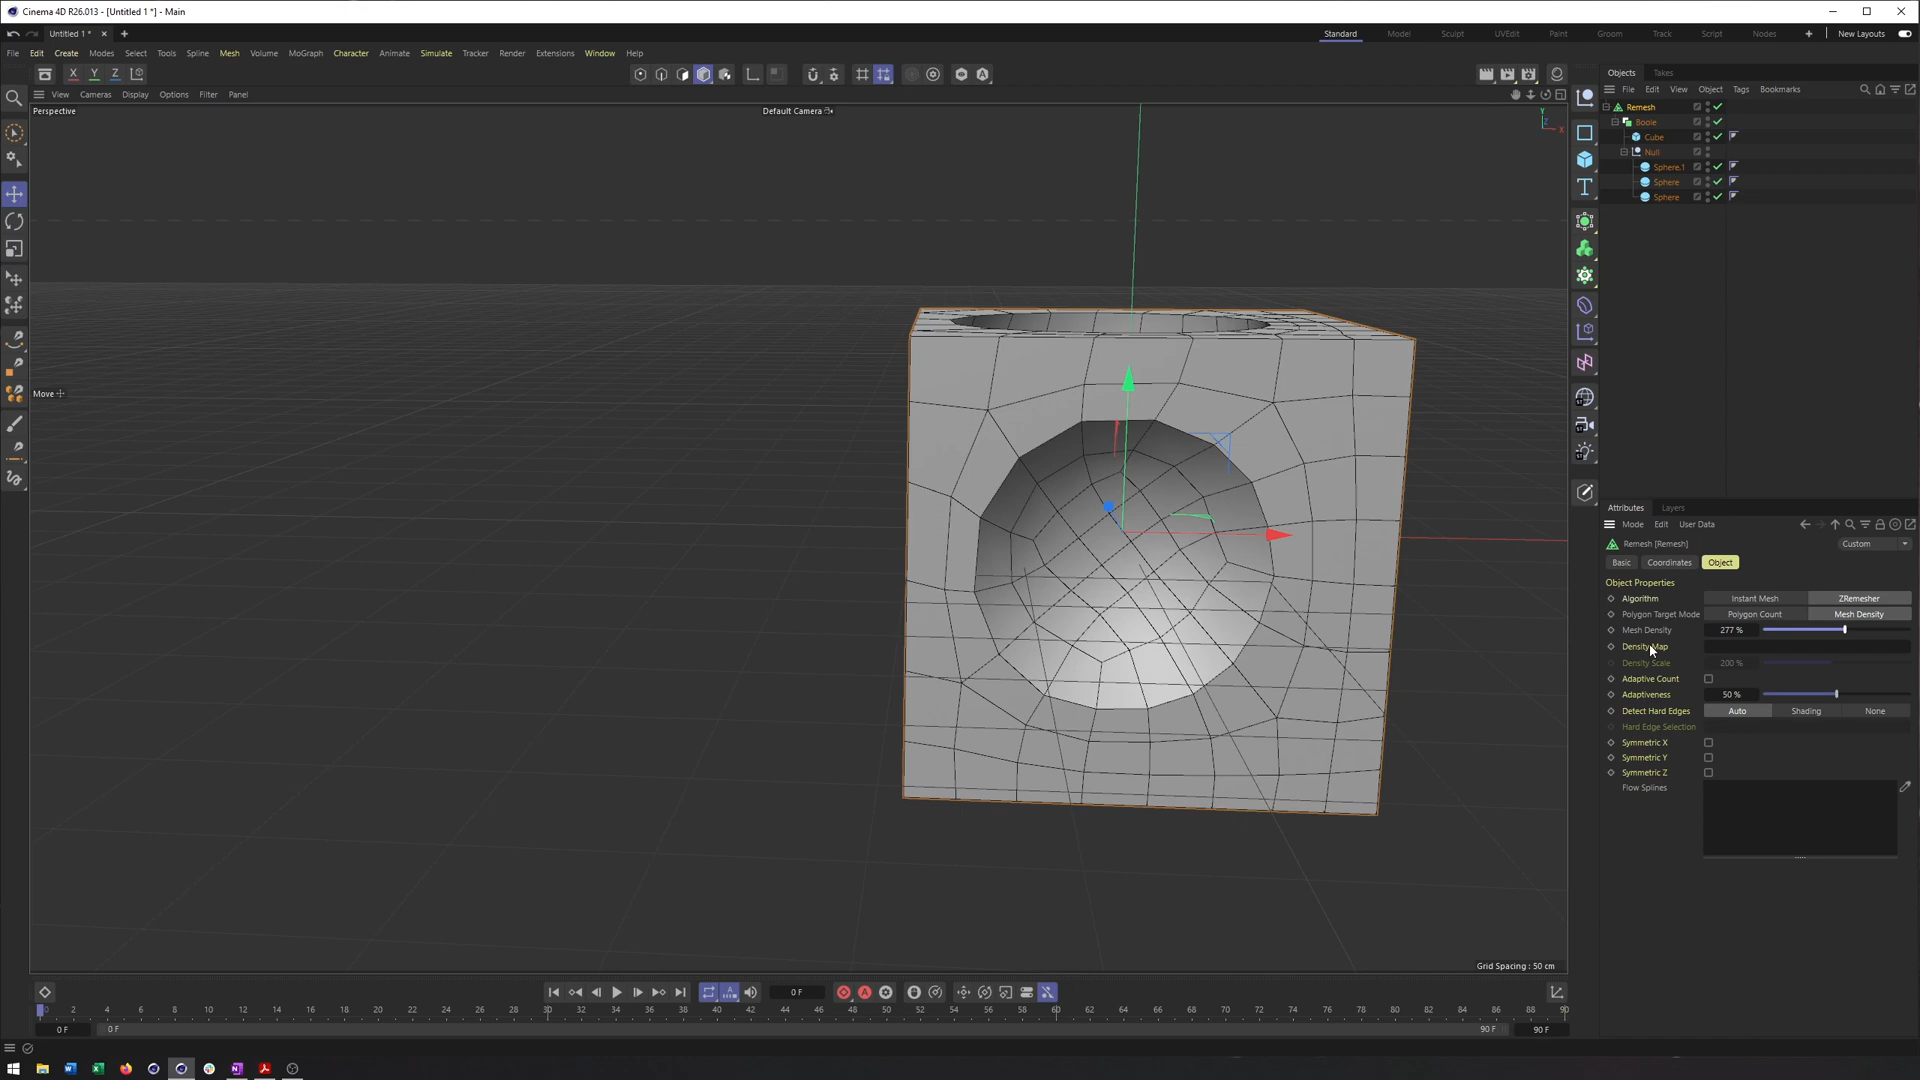 Cinema 4D R26.013 - [Untitled 1 *] - Main
Untitled 1 *
Standard Model Sculpt UVEdit Paint Groom Track Script Nodes New Layouts
File Edit Create Modes Select Tools Spline Mesh Volume MoGraph Character Animate Simulate Tracker Render Extensions Window Help
X Y Z
View Cameras Display Options Filter Panel
Perspective
Default Camera
Y
Z
X
Move
Grid Spacing : 50 cm
Objects Takes
File Edit View Object Tags Bookmarks
Remesh
Boole
Cube
Null
Sphere.1
Sphere
Sphere
Attributes Layers
Mode Edit User Data
Remesh [Remesh] Custom
Basic Coordinates Object
Object Properties
Algorithm Instant Mesh ZRemesher
Polygon Target Mode Polygon Count Mesh Density
Mesh Density 277 %
Density Map
Density Scale 200 %
Adaptive Count
Adaptiveness 50 %
Detect Hard Edges Auto Shading None
Hard Edge Selection
Symmetric X
Symmetric Y
Symmetric Z
Flow Splines
0 F
0 2 4 6 8 10 12 14 16 18 20 22 24 26 28 30 32 34 36 38 40 42 44 46 48 50 52 54 56 58 60 62 64 66 68 70 72 74 76 78 80 82 84 86 88 90
0 F 0 F 90 F 90 F